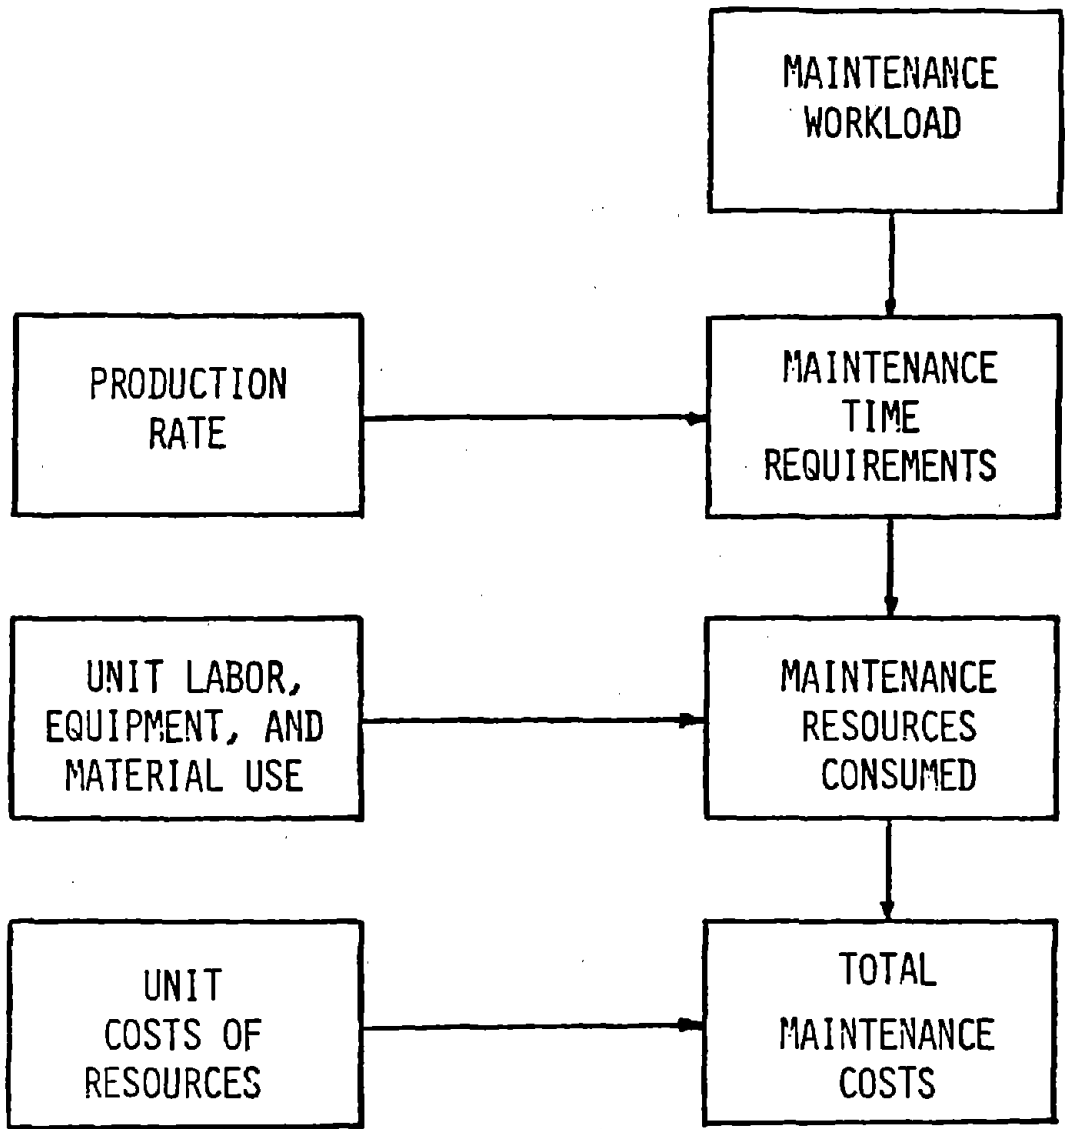 MAINTENANCE
WORKLOAD
PRODUCTION
RATE
MAINTENANCE
TIME
REQUIREMENTS
UNIT LABOR,
EQUIPMENT, AND
MATERIAL USE
MAINTENANCE
RESOURCES
CONSUMED
UNIT
COSTS OF
RESOURCES
TOTAL
MAINTENANCE
COSTS